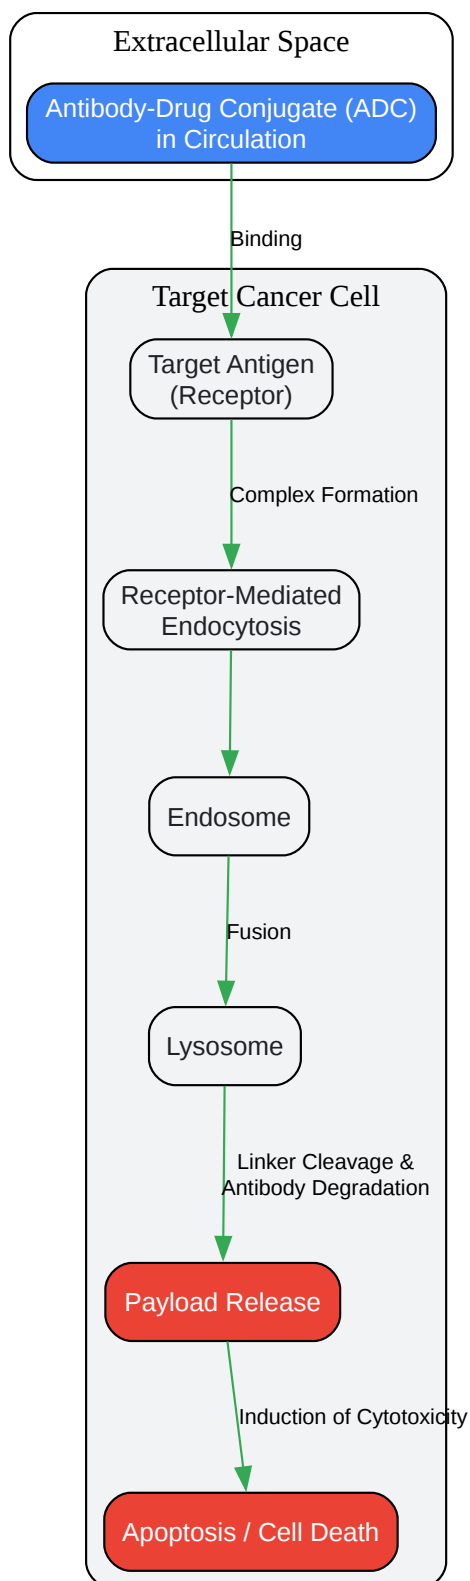 Extracellular Space
Antibody-Drug Conjugate (ADC)
in Circulation
Binding
Target Cancer Cell
Target Antigen
(Receptor)
Complex Formation
Receptor-Mediated
Endocytosis
Endosome
Fusion
Lysosome
Linker Cleavage &
Antibody Degradation
Payload Release
Induction of Cytotoxicity
Apoptosis / Cell Death